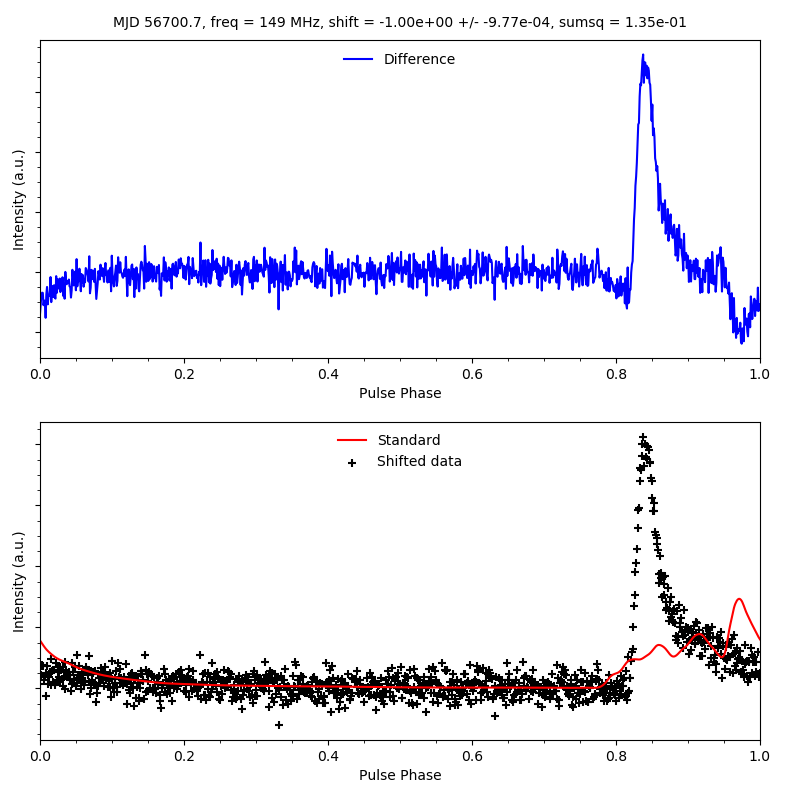 MJD 56700.7, freq = 149 MHz, shift = -1.00e+00 +/- -9.77e-04, sumsq = 1.35e-01
Difference
Intensity (a.u.)
0.0 0.2 0.4 0.6 0.8 1.0
Pulse Phase
Standard
Shifted data
Intensity (a.u.)
0.0 0.2 0.4 0.6 0.8 1.0
Pulse Phase